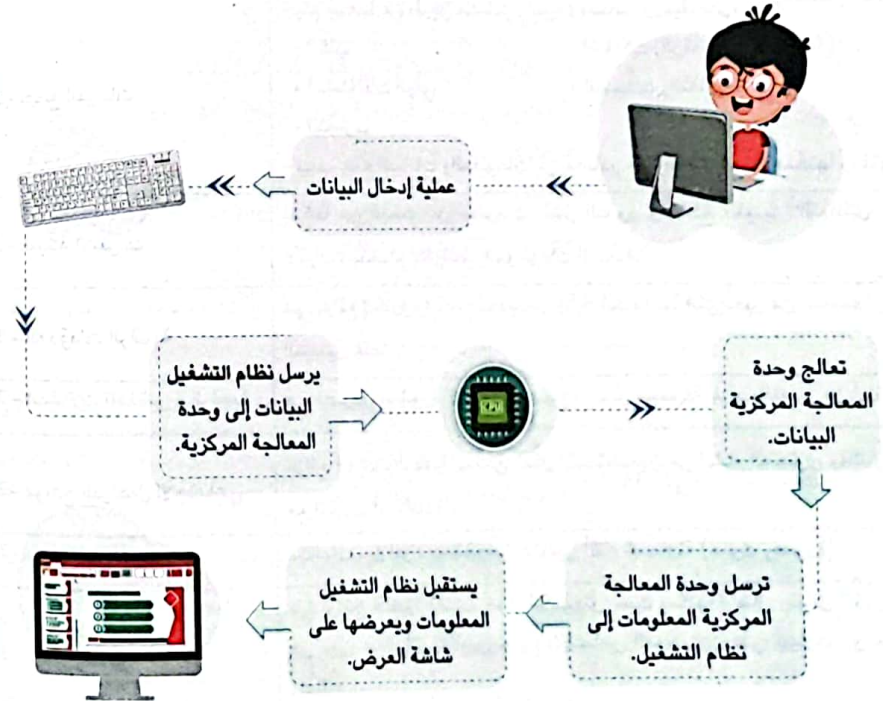 عملية إدخال البيانات
يرسل نظام التشغيل
البيانات إلى وحدة
المعالجة المركزية.
تعالج وحدة
المعالجة المركزية
البيانات.
ترسل وحدة المعالجة
المركزية المعلومات إلى
نظام التشغيل.
يستقبل نظام التشغيل
المعلومات ويعرضها على
شاشة العرض.